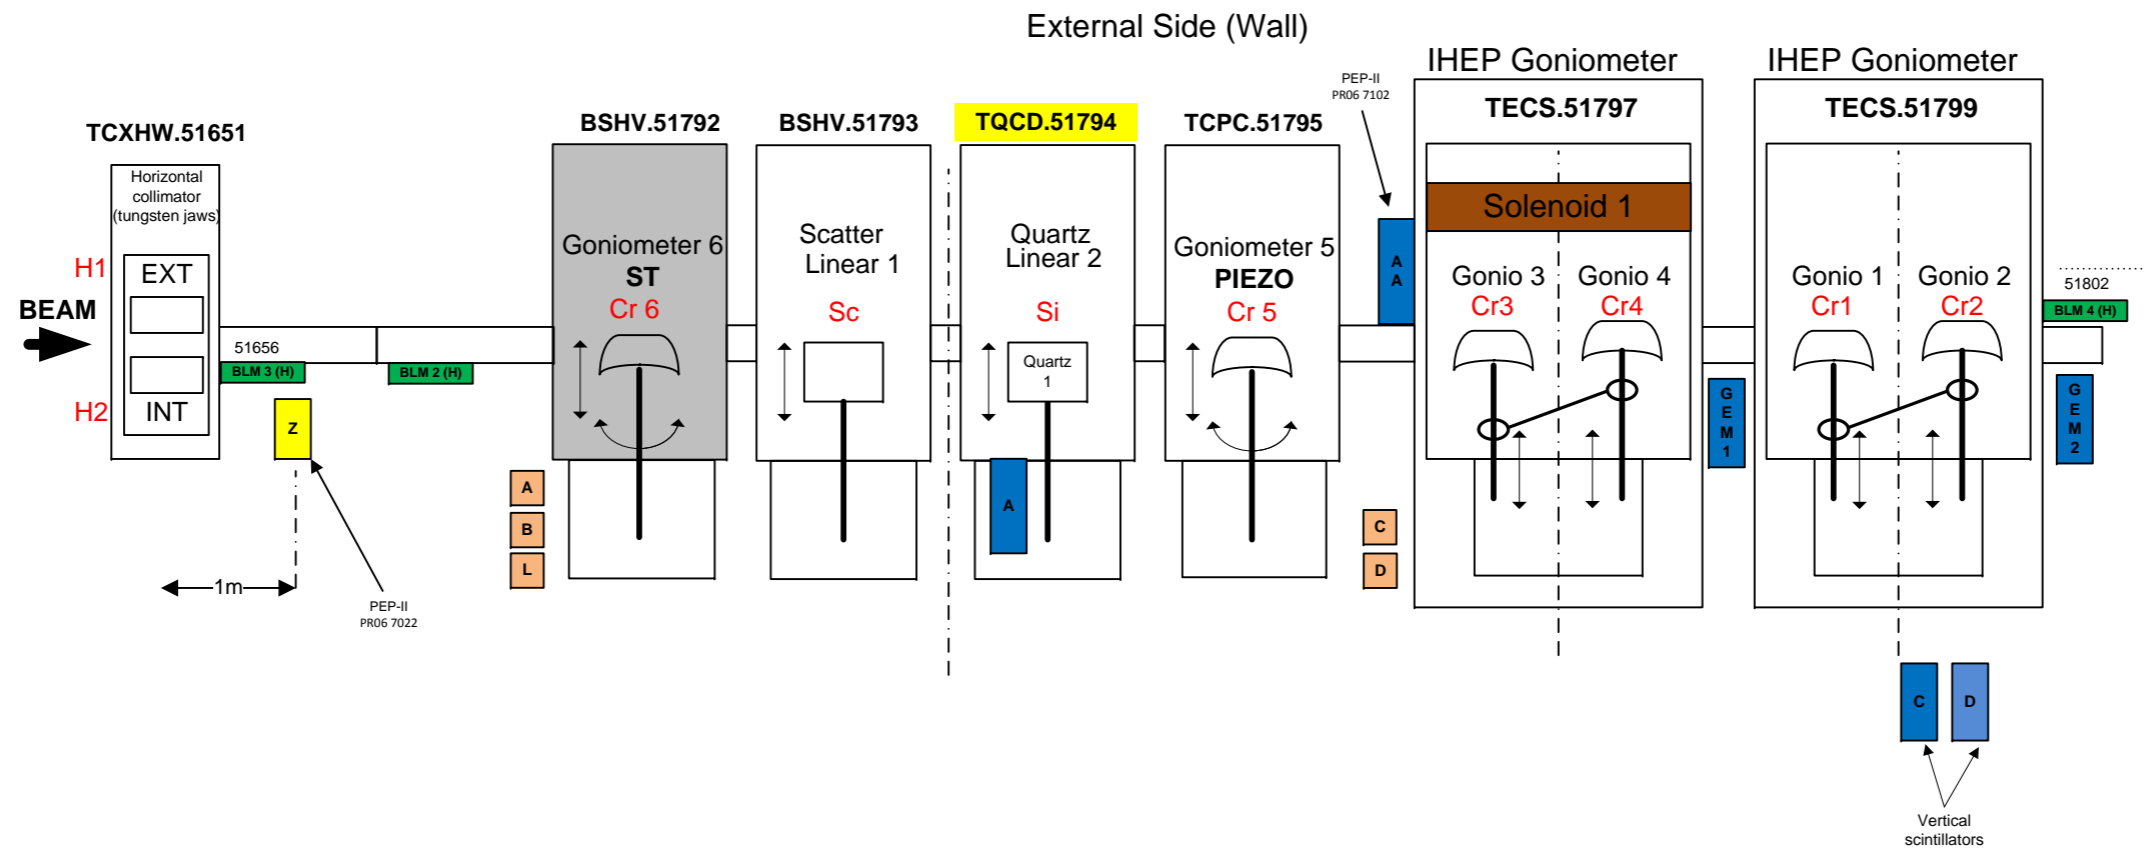 External Side (Wall)
IHEP Goniometer
IHEP Goniometer
PEP-II
PR06 7102
TCXHW.51651
BSHV.51792
BSHV.51793
TQCD.51794
TCPC.51795
TECS.51797
TECS.51799
Horizontal
collimator
(tungsten jaws)
H1
EXT
BEAM
INT
H2
51656
BLM 3 (H)
BLM 2 (H)
Z
1m
PEP-II
PR06 7022
Goniometer 6
ST
Cr 6
A
B
L
Scatter
Linear 1
Sc
Quartz
Linear 2
Si
Quartz
1
A
Goniometer 5
PIEZO
Cr 5
A
A
C
D
Solenoid 1
Gonio 3
Cr3
Gonio 4
Cr4
G
E
M
1
Gonio 1
Cr1
Gonio 2
Cr2
51802
BLM 4 (H)
G
E
M
2
C
D
Vertical
scintillators